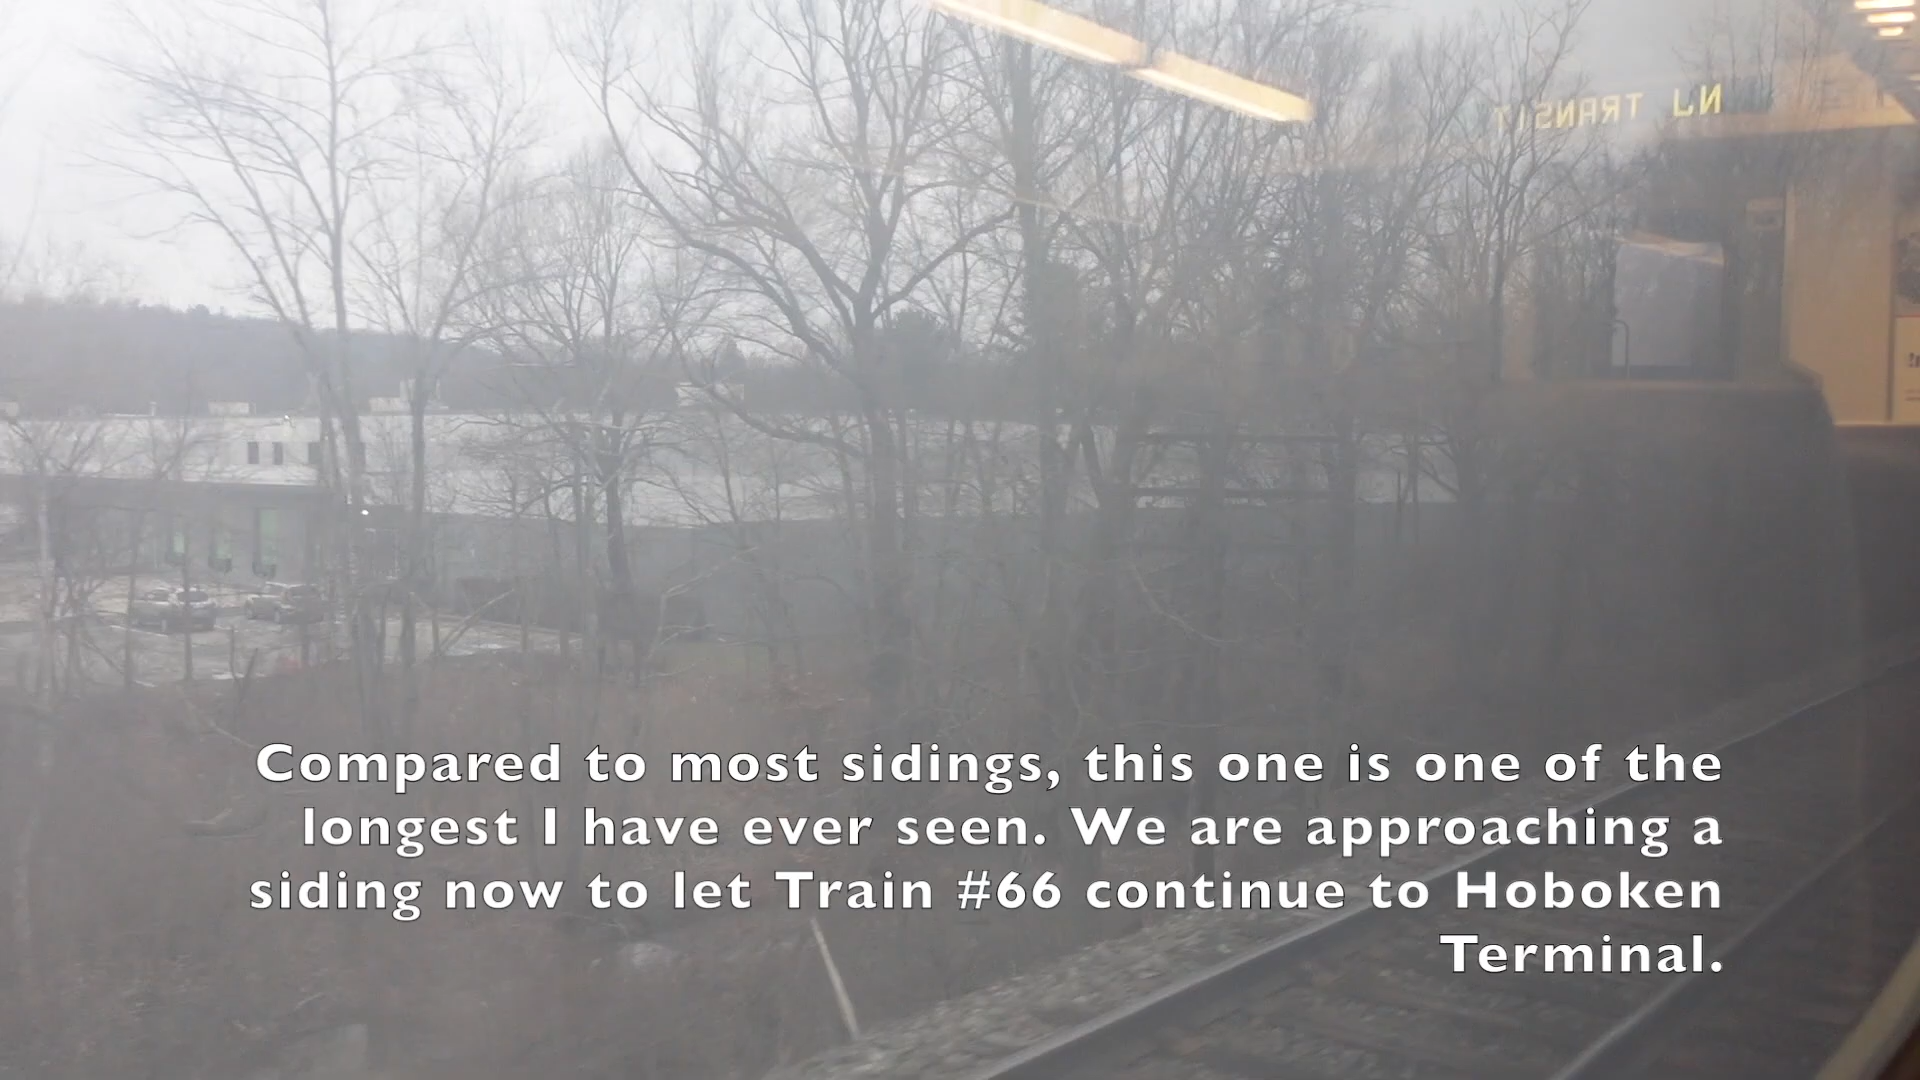 NJ TRANSIT
Compared to most sidings, this one is one of the
longest I have ever seen. We are approaching a
siding now to let Train #66 continue to Hoboken
Terminal.